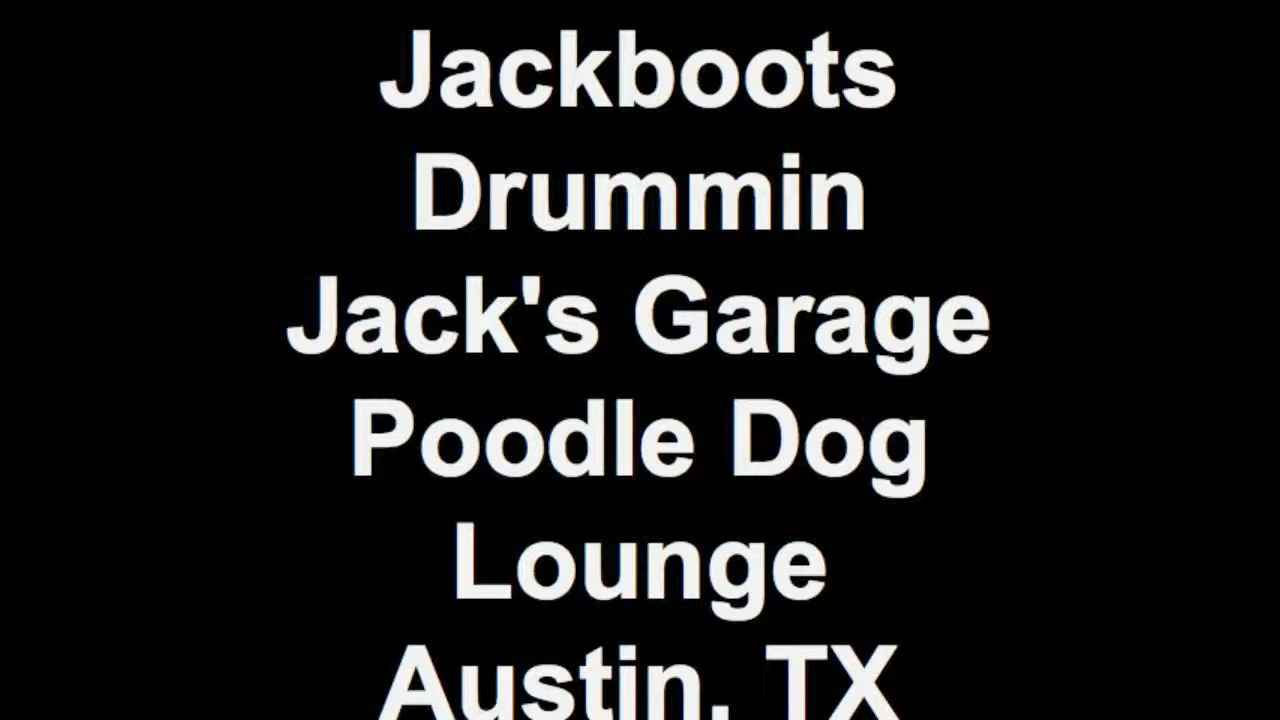 Jackboots
Drummin
Jack's Garage
Poodle Dog
Lounge
Austin, TX